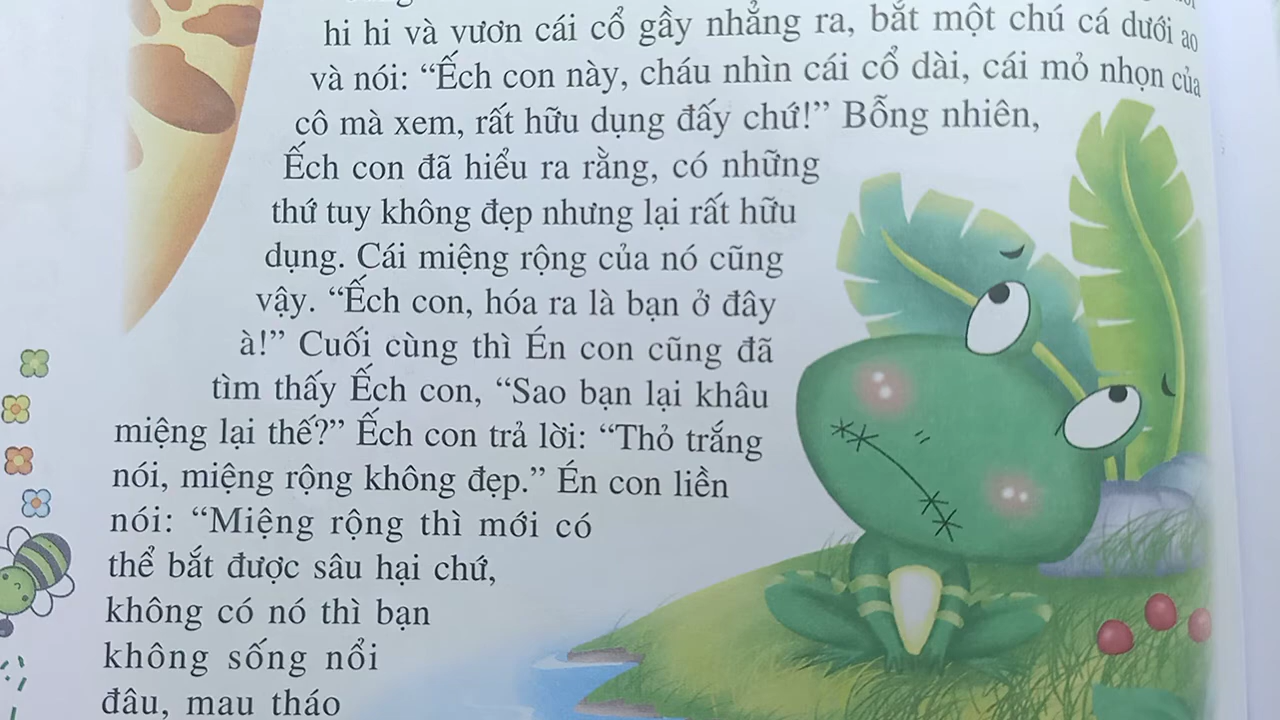 hi hi và vươn cái cổ gầy nhẳng ra, bắt một chú cá dưới ao
và nói: “Ếch con này, cháu nhìn cái cổ dài, cái mỏ nhọn của
cô mà xem, rất hữu dụng đấy chứ!” Bỗng nhiên,
Ếch con đã hiểu ra rằng, có những
thứ tuy không đẹp nhưng lại rất hữu
dụng. Cái miệng rộng của nó cũng
vậy. “Ếch con, hóa ra là bạn ở đây
à!” Cuối cùng thì Én con cũng đã
tìm thấy Ếch con, “Sao bạn lại khâu
miệng lại thế?” Ếch con trả lời: “Thỏ trắng
nói, miệng rộng không đẹp.” Én con liền
nói: “Miệng rộng thì mới có
thể bắt được sâu hại chứ,
không có nó thì bạn
không sống nổi
đâu, mau tháo